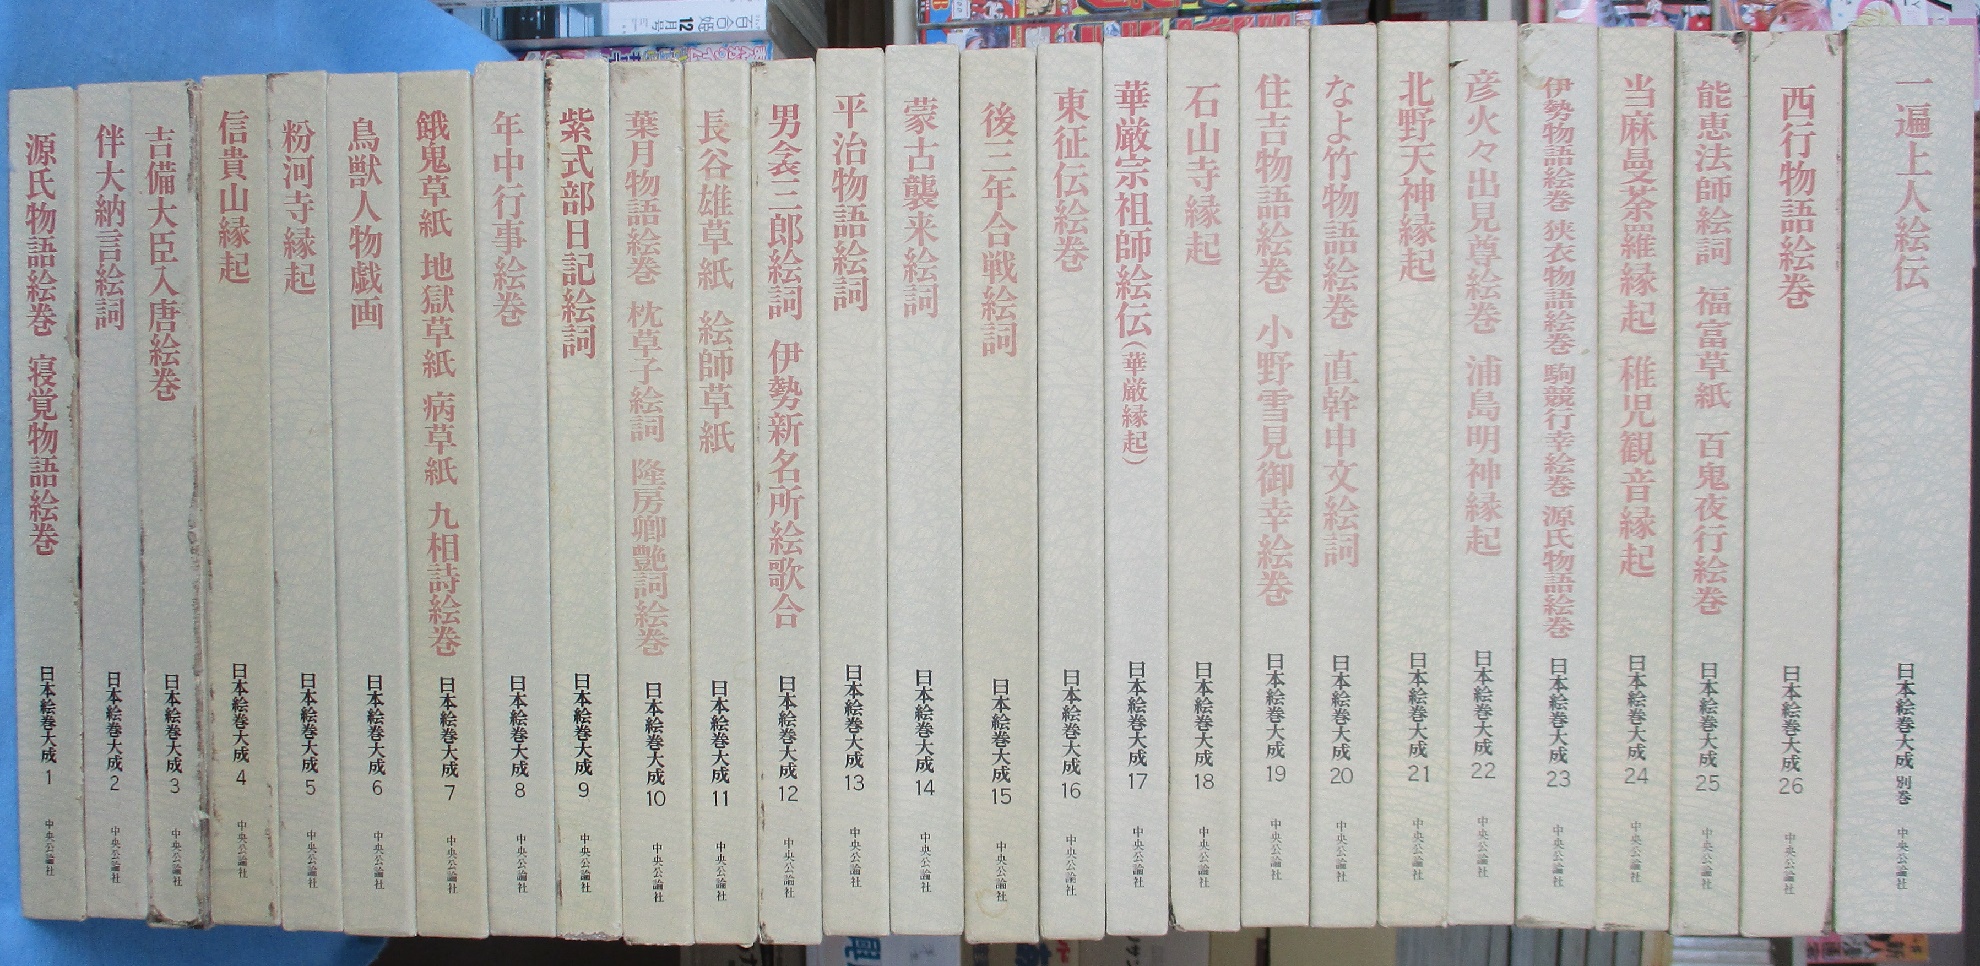 百合姫
12月号
源氏物語絵巻 寝覚物語絵巻
日本絵巻大成 1
中央公論社
伴大納言絵詞
日本絵巻大成 2
中央公論社
吉備大臣入唐絵巻
日本絵巻大成 3
中央公論社
信貴山縁起
日本絵巻大成 4
中央公論社
粉河寺縁起
日本絵巻大成 5
中央公論社
鳥獣人物戯画
日本絵巻大成 6
中央公論社
餓鬼草紙 地獄草紙 病草紙 九相詩絵巻
日本絵巻大成 7
中央公論社
年中行事絵巻
日本絵巻大成 8
中央公論社
紫式部日記絵詞
日本絵巻大成 9
中央公論社
葉月物語絵巻 枕草子絵詞 隆房卿艶詞絵巻
日本絵巻大成 10
中央公論社
長谷雄草紙 絵師草紙
日本絵巻大成 11
中央公論社
男衾三郎絵詞 伊勢新名所絵歌合
日本絵巻大成 12
中央公論社
平治物語絵詞
日本絵巻大成 13
中央公論社
蒙古襲来絵詞
日本絵巻大成 14
中央公論社
後三年合戦絵詞
日本絵巻大成 15
中央公論社
東征伝絵巻
日本絵巻大成 16
中央公論社
華厳宗祖師絵伝(華厳縁起)
日本絵巻大成 17
中央公論社
石山寺縁起
日本絵巻大成 18
中央公論社
住吉物語絵巻 小野雪見御幸絵巻
日本絵巻大成 19
中央公論社
なよ竹物語絵巻 直幹申文絵詞
日本絵巻大成 20
中央公論社
北野天神縁起
日本絵巻大成 21
中央公論社
彦火々出見尊絵巻 浦島明神縁起
日本絵巻大成 22
中央公論社
伊勢物語絵巻 狭衣物語絵巻 駒競行幸絵巻 源氏物語絵巻
日本絵巻大成 23
中央公論社
当麻曼荼羅縁起 稚児観音縁起
日本絵巻大成 24
中央公論社
能恵法師絵詞 福富草紙 百鬼夜行絵巻
日本絵巻大成 25
中央公論社
西行物語絵巻
日本絵巻大成 26
中央公論社
一遍上人絵伝
日本絵巻大成 別巻
中央公論社